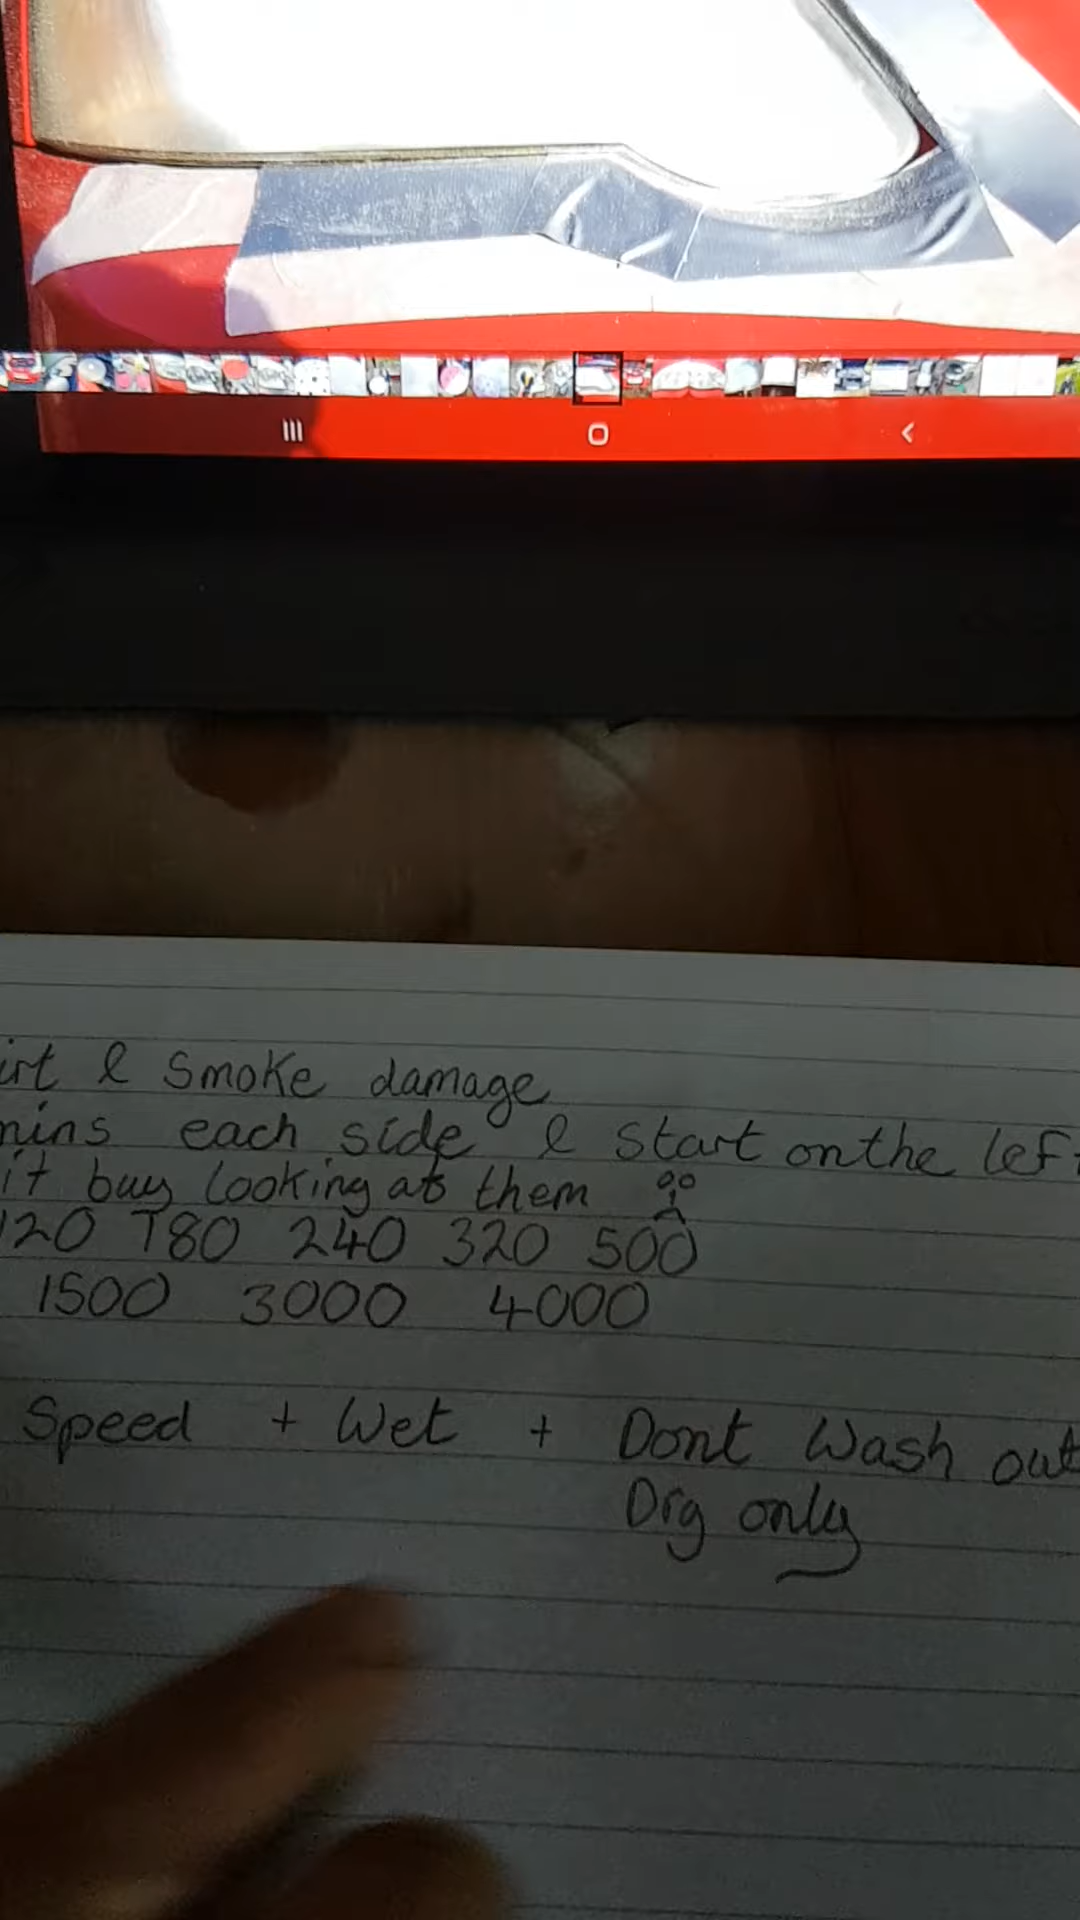 irt & Smoke damage
mins each side & Start on the lef
it buy looking at them
120 180 240 320 500
1500 3000 4000
Speed + Wet + Dont Wash out
Dry only